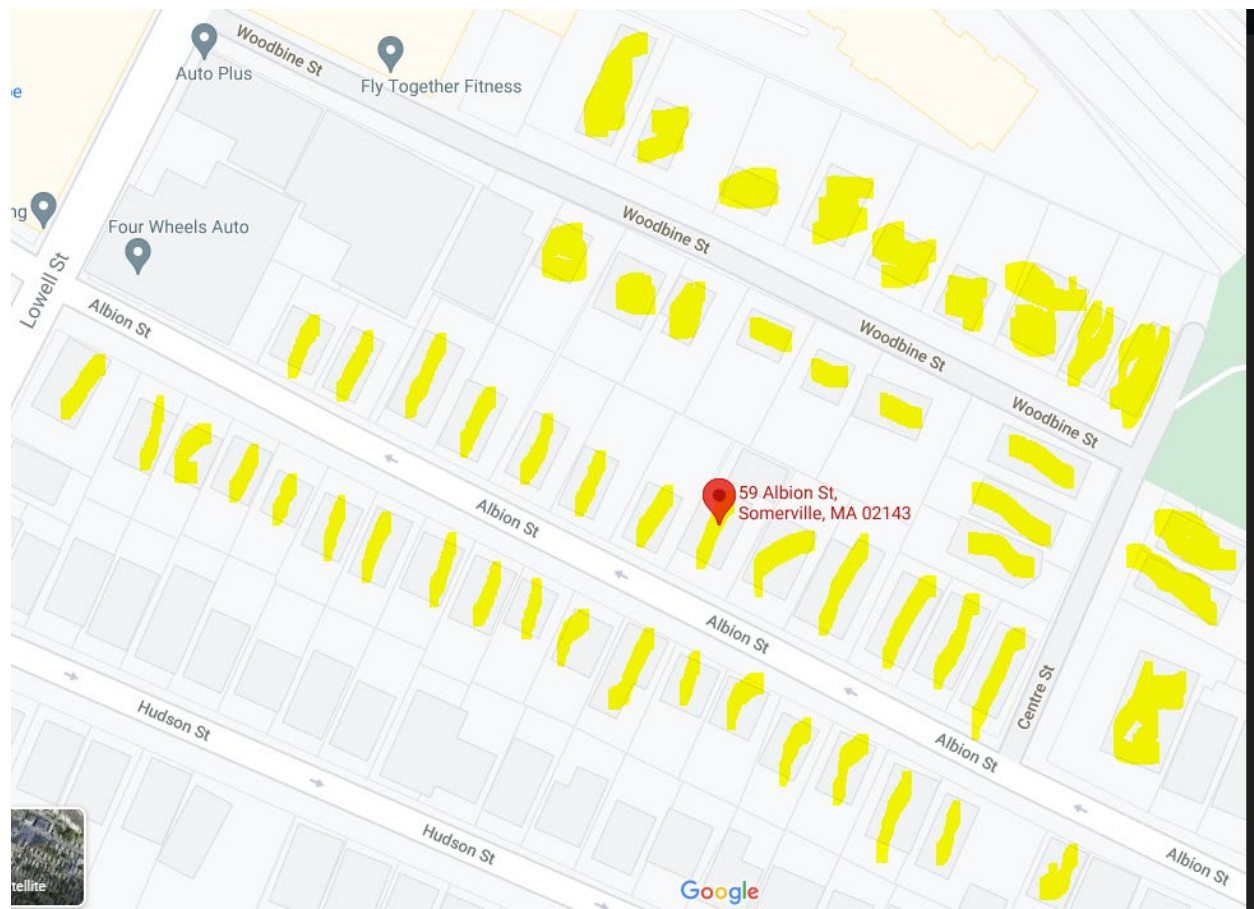 Woodbine St
Auto Plus
Fly Together Fitness
Four Wheels Auto
Lowell St
Albion St
Woodbine St
Woodbine St
Woodbine St
59 Albion St,
Somerville, MA 02143
Albion St
Albion St
Centre St
Albion St
Albion St
Hudson St
Hudson St
Google